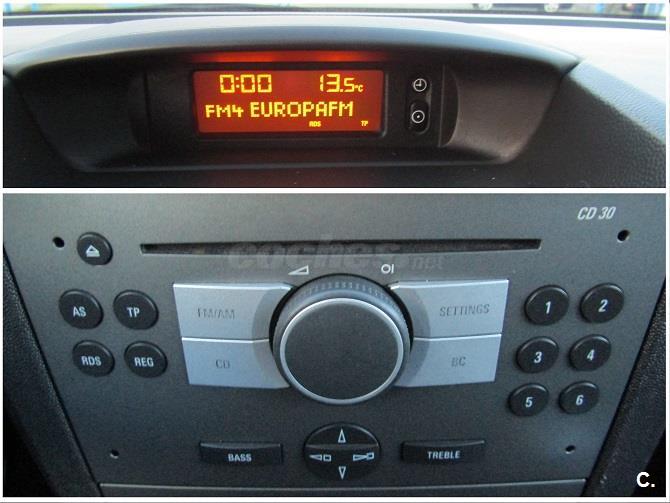 0:00 13.5°C
FM4 EUROPAFM
RDS TP
CD 30
coches.net
AS TP FM/AM SETTINGS 1 2
RDS REG CD BC 3 4
5 6
BASS TREBLE
C.